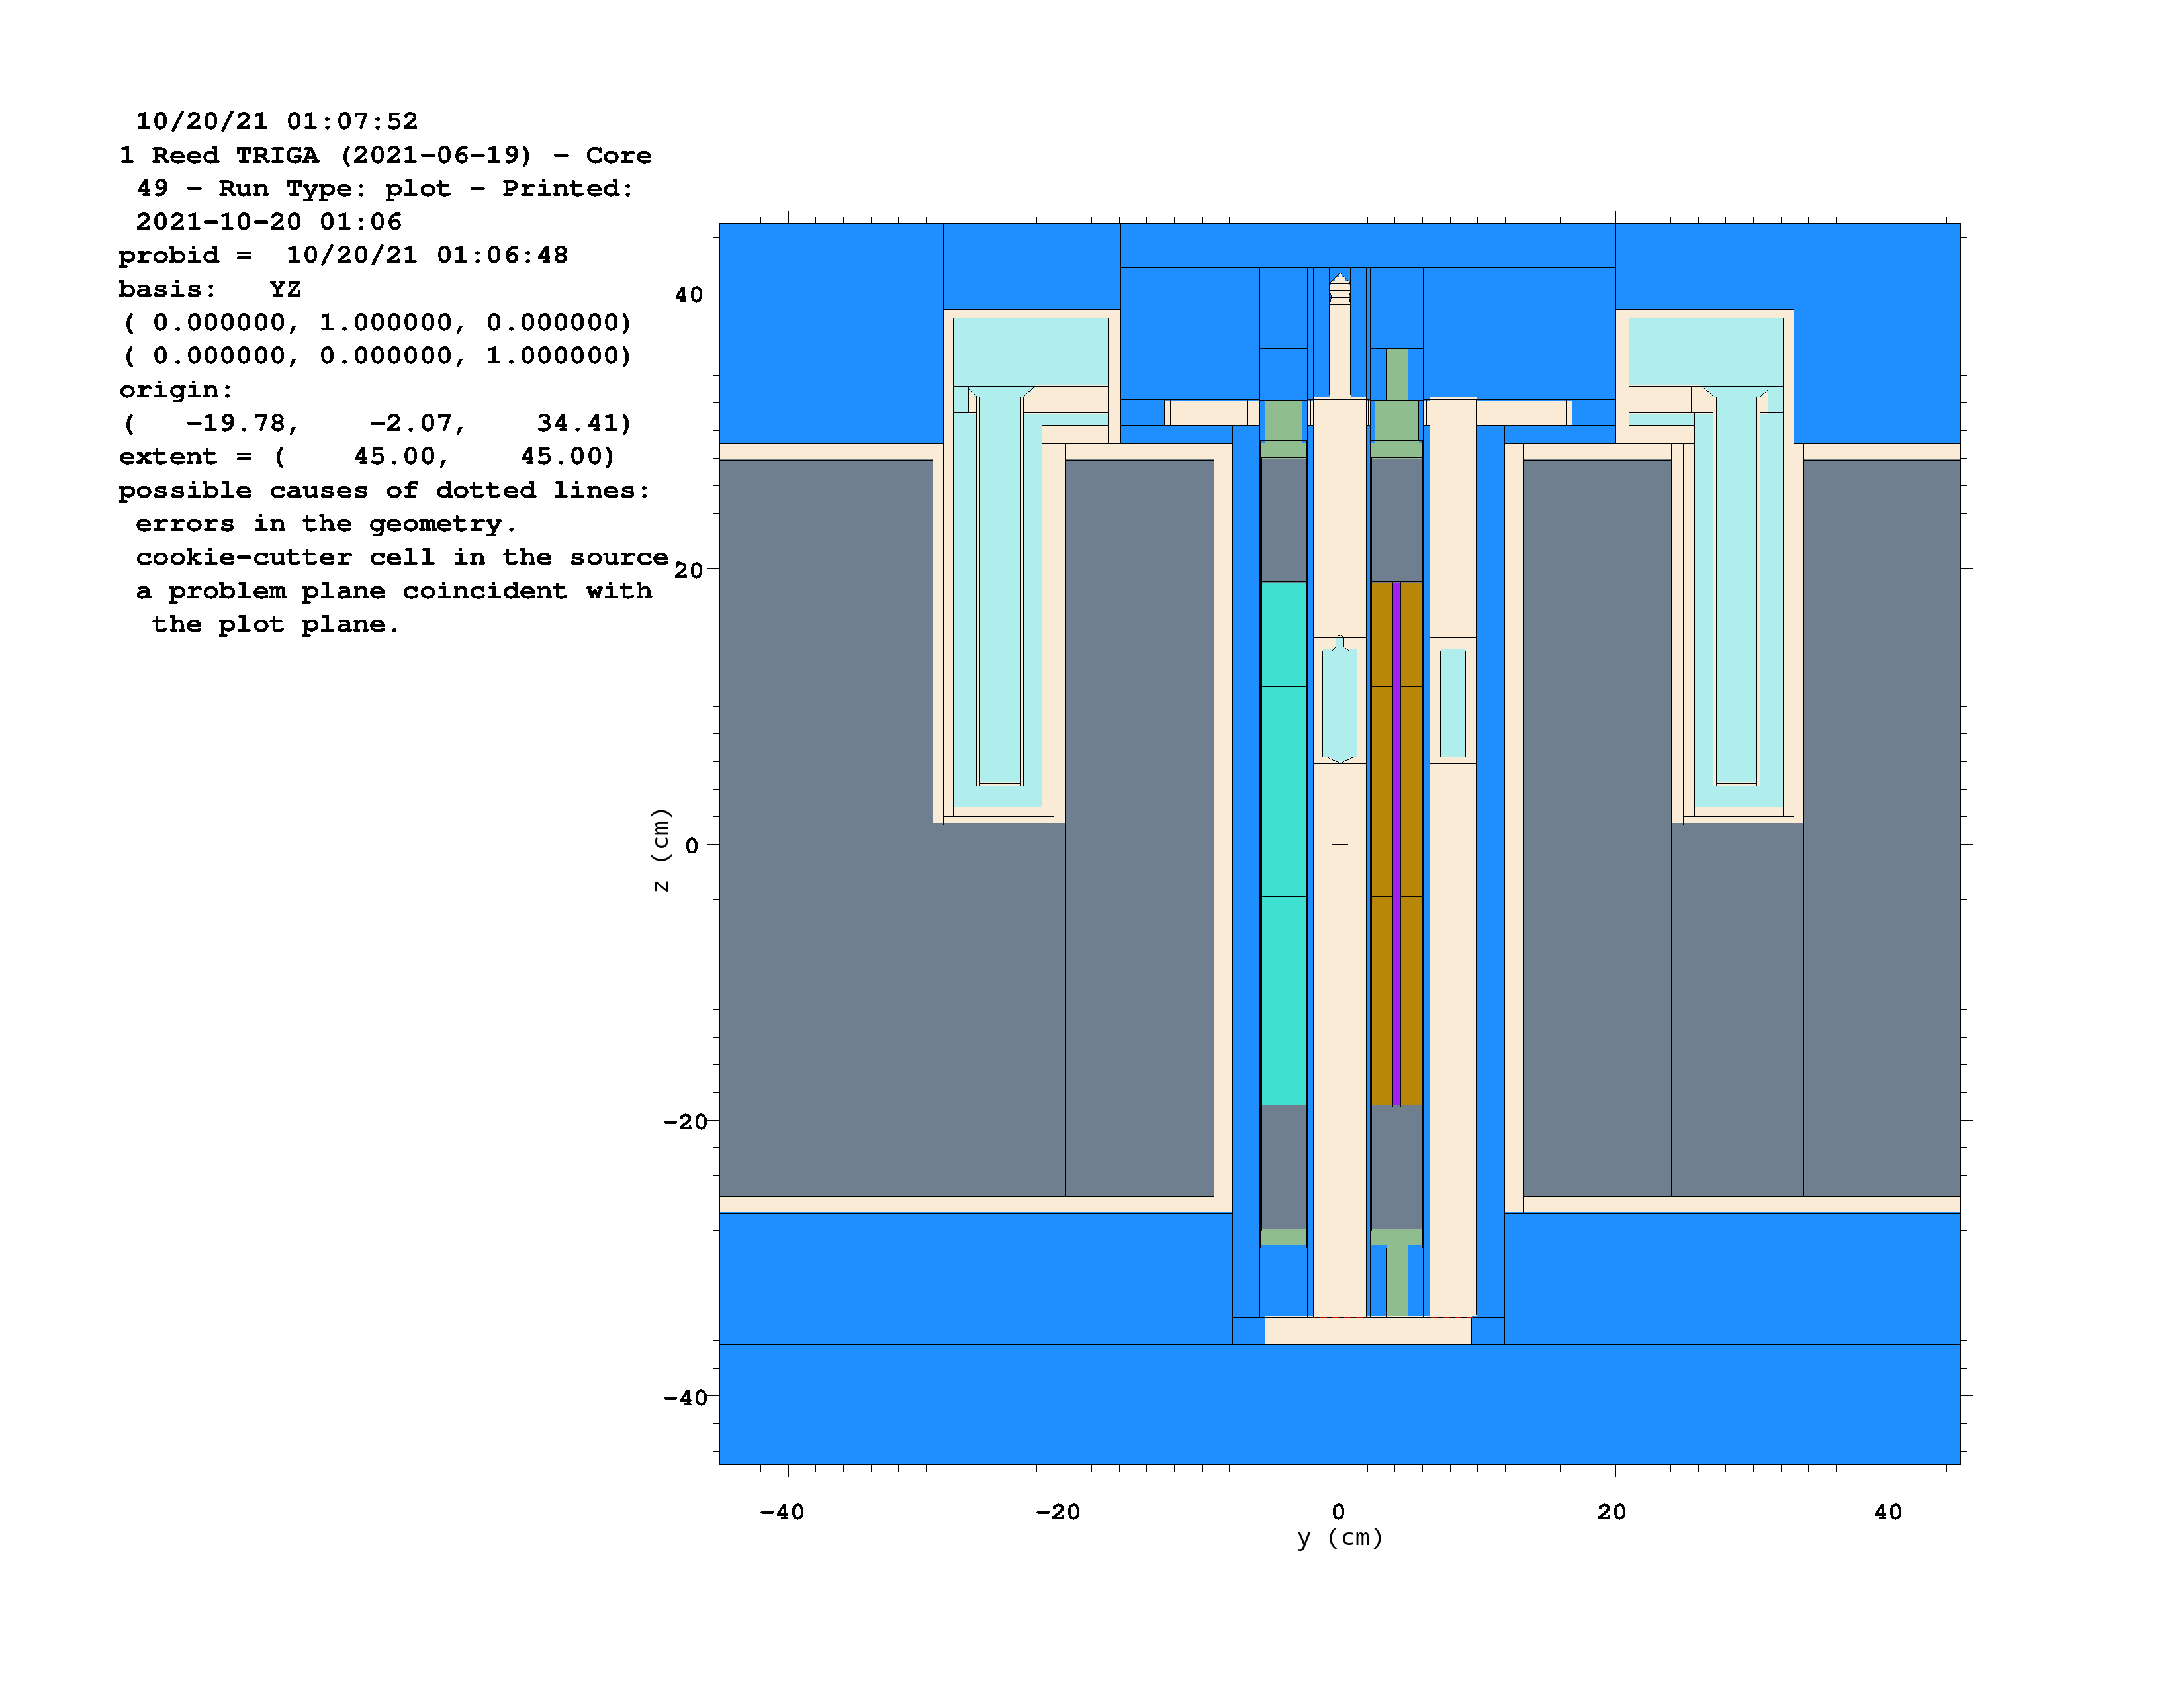 10/20/21 01:07:52
1 Reed TRIGA (2021-06-19) - Core
49 - Run Type: plot - Printed:
2021-10-20 01:06
probid =  10/20/21 01:06:48
basis:   YZ
( 0.000000, 1.000000, 0.000000)
( 0.000000, 0.000000, 1.000000)
origin:
(   -19.78,    -2.07,    34.41)
extent = (    45.00,    45.00)
possible causes of dotted lines:
errors in the geometry.
cookie-cutter cell in the source.
a problem plane coincident with
the plot plane.
40
20
0
-20
-40
z (cm)
-40 -20 0 20 40
y (cm)